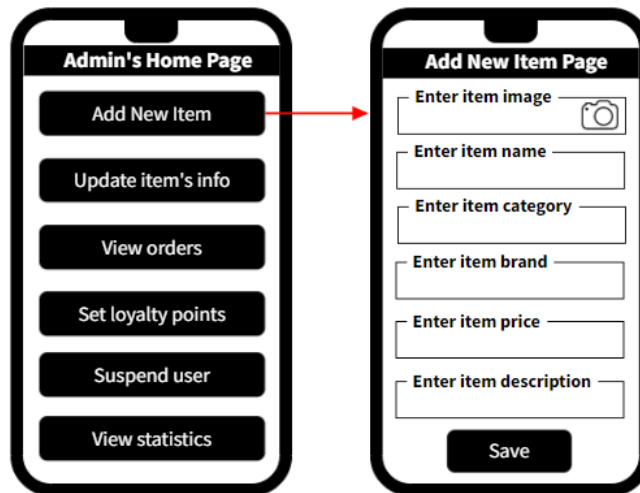 Admin's Home Page
Add New Item
Update item's info
View orders
Set loyalty points
Suspend user
View statistics
Add New Item Page
Enter item image
Enter item name
Enter item category
Enter item brand
Enter item price
Enter item description
Save